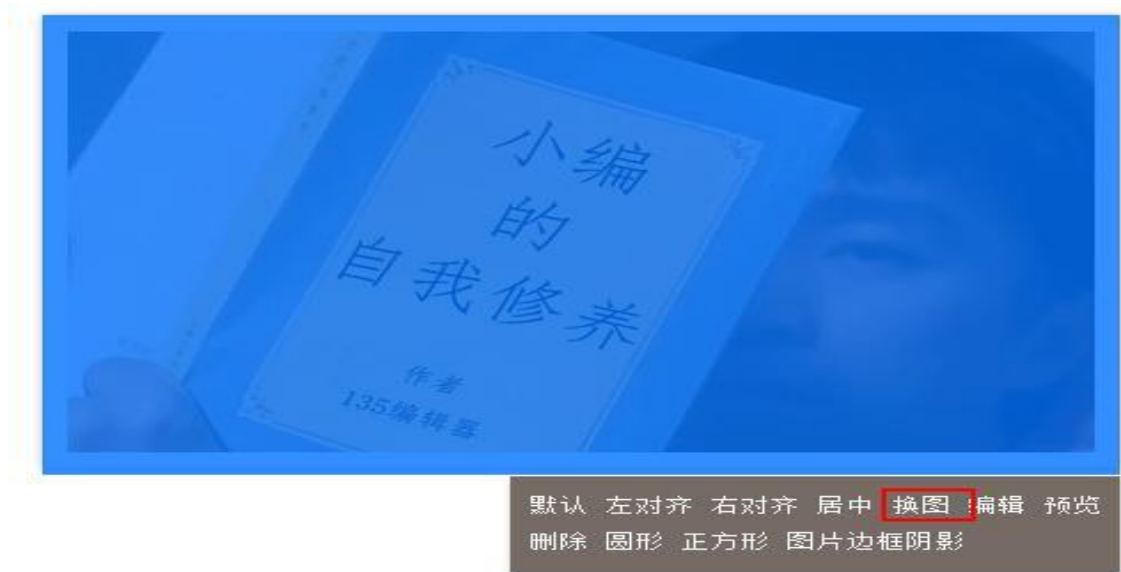 小编
的
自我修养
作者
135编辑器
默认 左对齐 右对齐 居中 换图 编辑 预览
删除 圆形 正方形 图片边框阴影